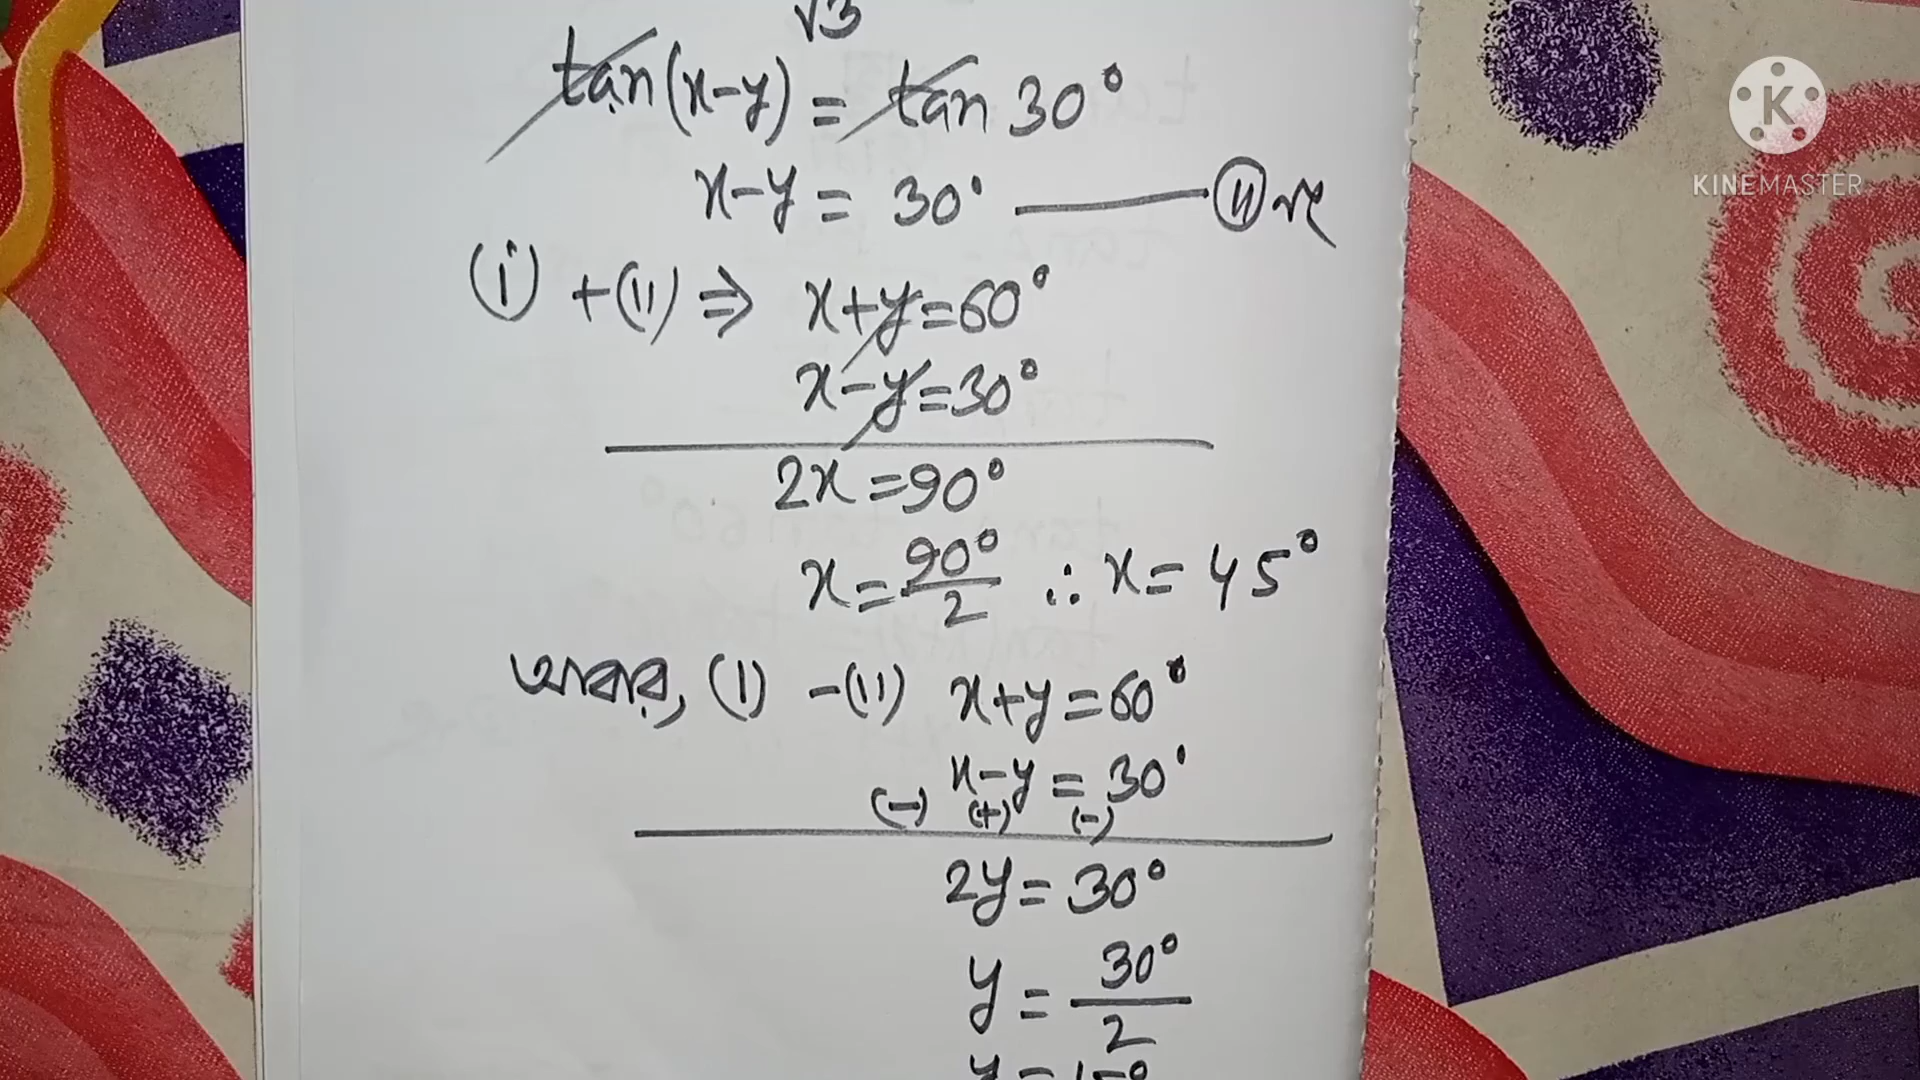 √3
tan(x-y) = tan 30°
x-y = 30° —— (ii) নং
(i) + (ii) ⇒ x+y=60°
x-y=30°
2x=90°
x=90°/2 ∴ x= 45°
আবার, (i) -(ii) x+y=60°
x-y = 30°
(-) (+) (-)
2y= 30°
y = 30°/2
y = 15°
K
KINEMASTER